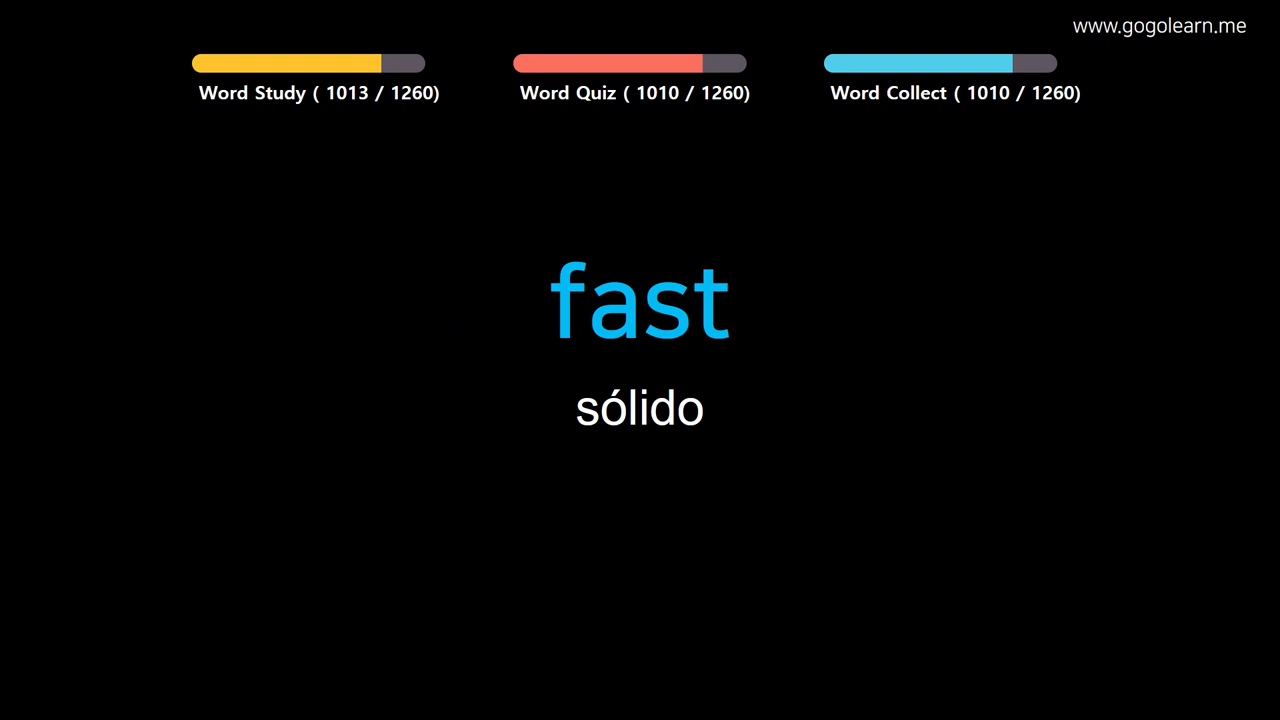 www.gogolearn.me
Word Study ( 1013 / 1260)
Word Quiz ( 1010 / 1260)
Word Collect ( 1010 / 1260)
fast
sólido